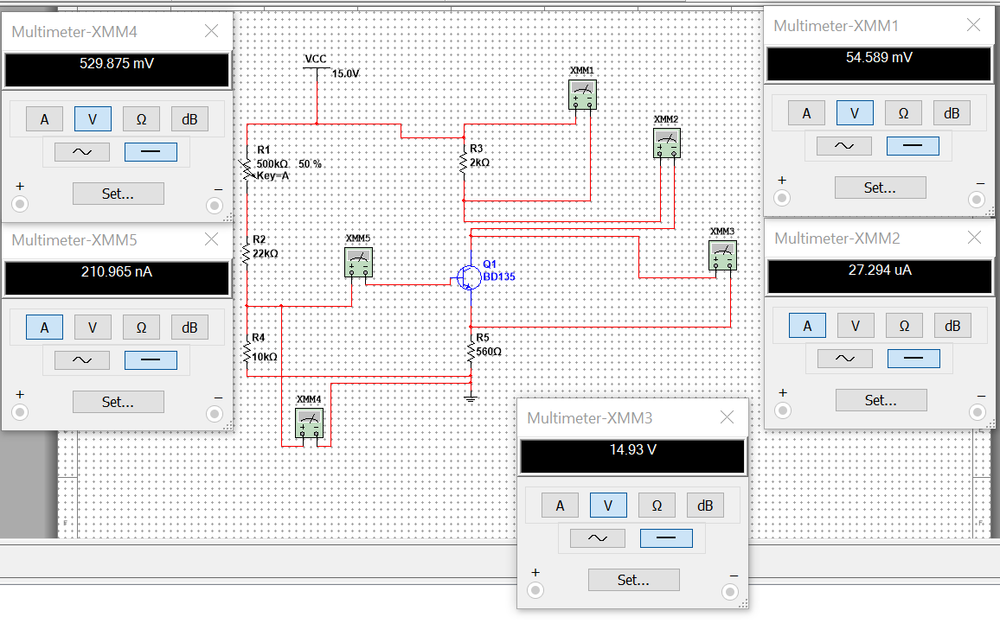 Multimeter-XMM4
529.875 mV
A V Ω dB
+ −
Set...
Multimeter-XMM5
210.965 nA
A V Ω dB
+ −
Set...
VCC
15.0V
R1
500kΩ 50 %
Key=A
R2
22kΩ
R4
10kΩ
XMM5
XMM4
R3
2kΩ
Q1
BD135
R5
560Ω
XMM1
XMM2
XMM3
Multimeter-XMM1
54.589 mV
A V Ω dB
+ −
Set...
Multimeter-XMM2
27.294 uA
A V Ω dB
+ −
Set...
Multimeter-XMM3
14.93 V
A V Ω dB
+ −
Set...
F
F